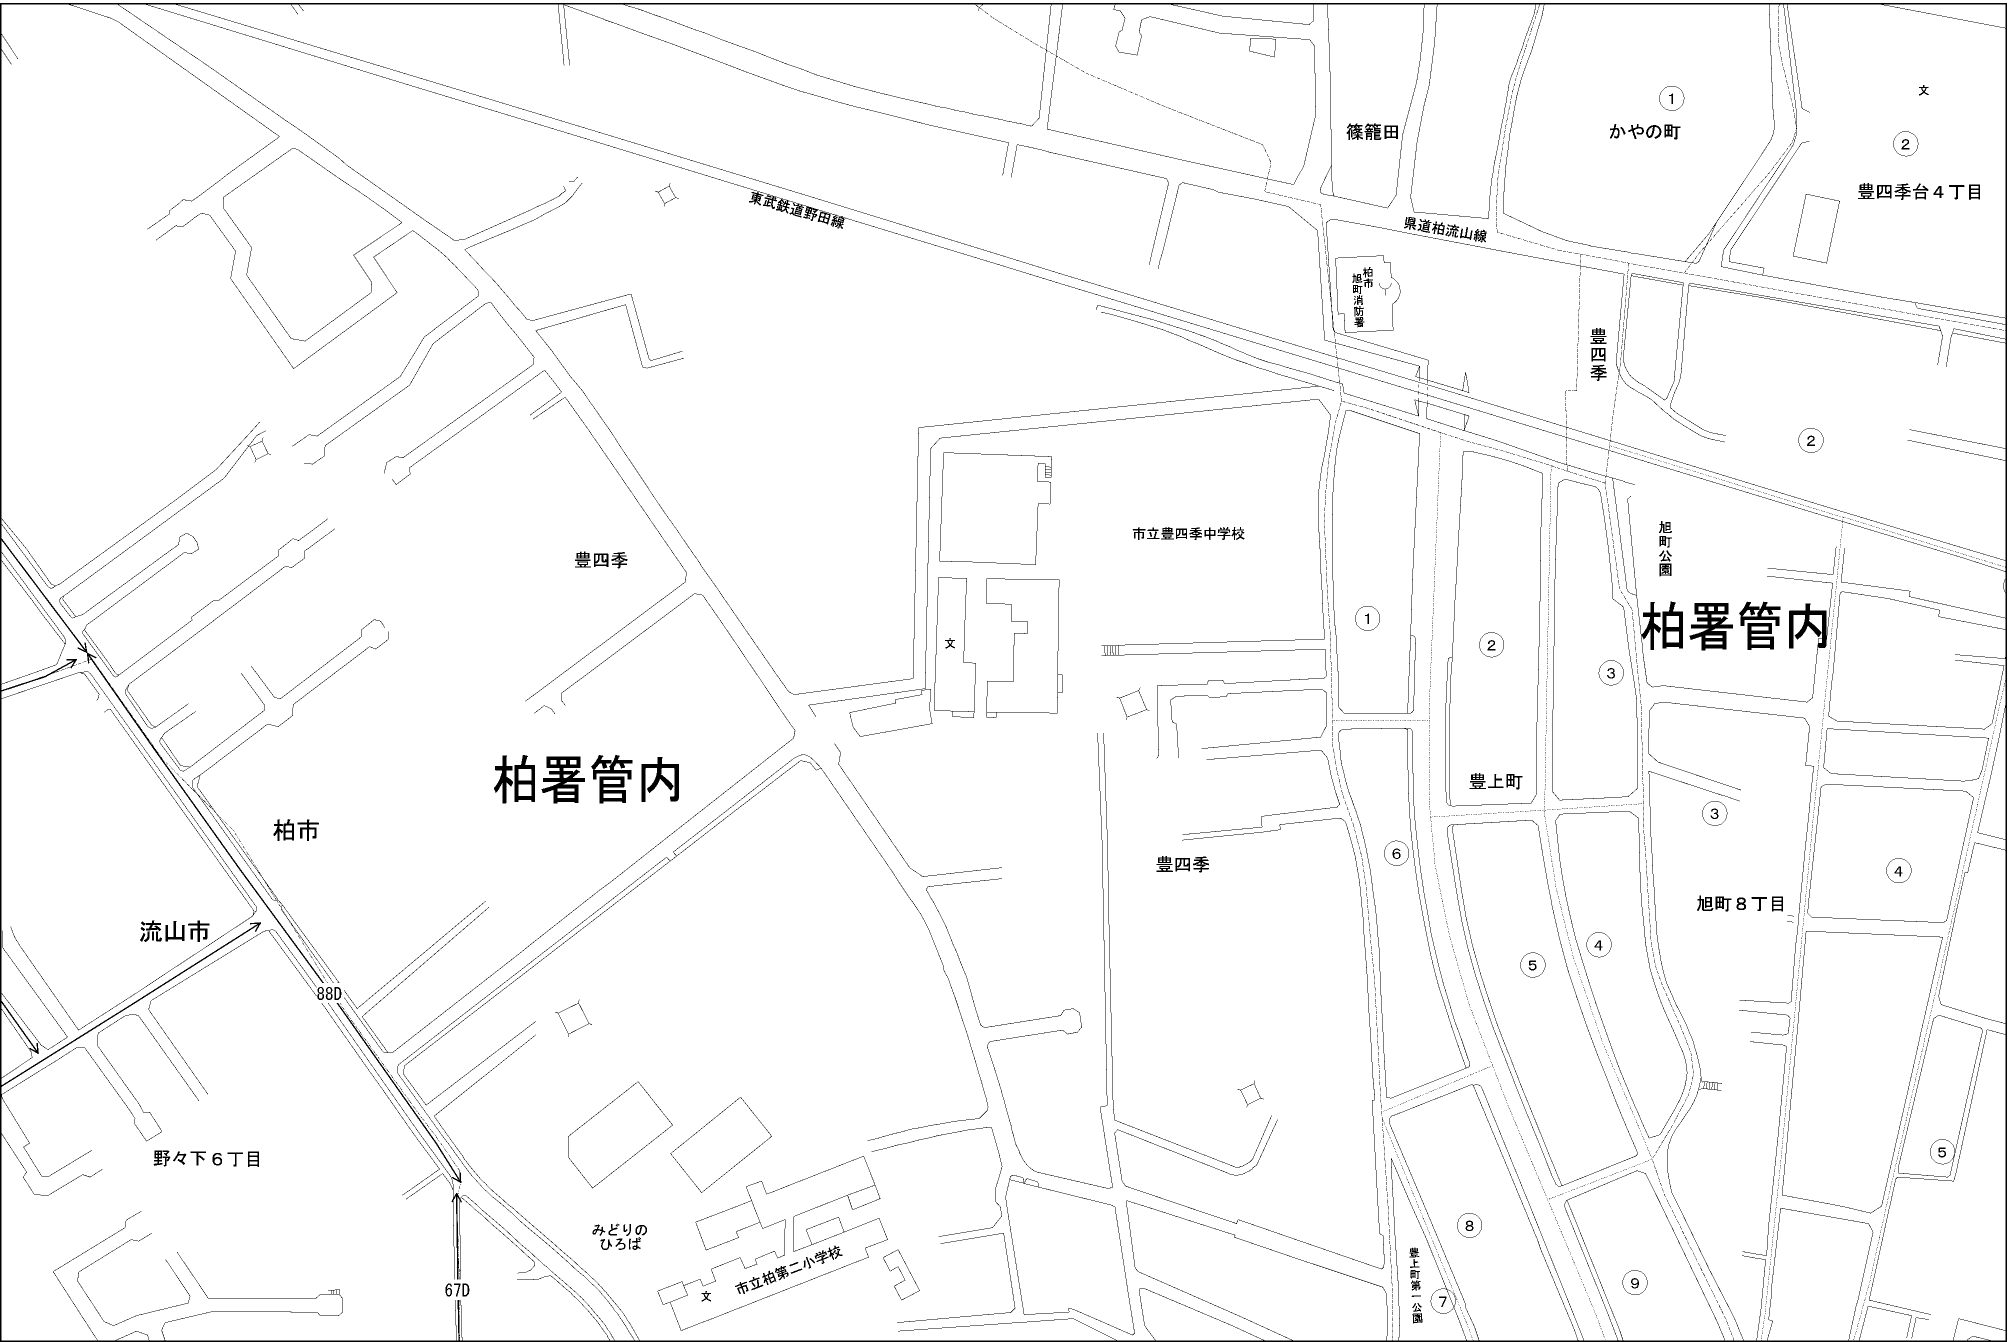 文
①
かやの町
篠籠田
②
豊四季台４丁目
東武鉄道野田線
県道柏流山線
柏市
旭町消防署
豊四季
②
市立豊四季中学校
旭町公園
豊四季
①
柏署管内
文
②
③
柏署管内
豊上町
③
柏市
⑥
豊四季
④
旭町８丁目
流山市
④
⑤
88D
⑤
野々下６丁目
みどりの
ひろば
⑧
市立柏第二小学校
文
豊上町第一公園
⑦
⑨
67D